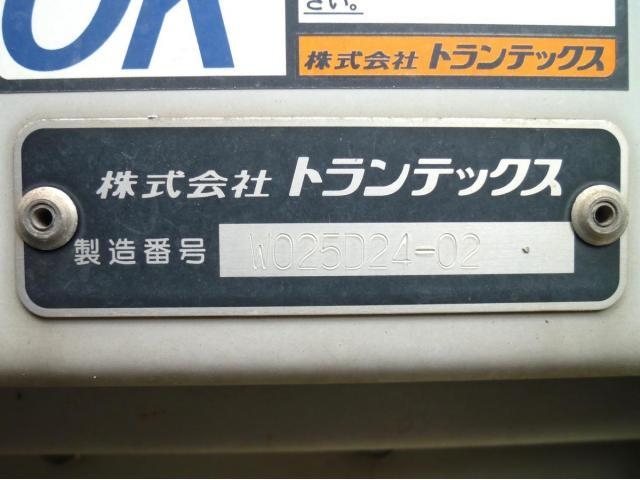 OK
さい。
株式会社 トランテックス
株式会社 トランテックス
製造番号 W025D24-02